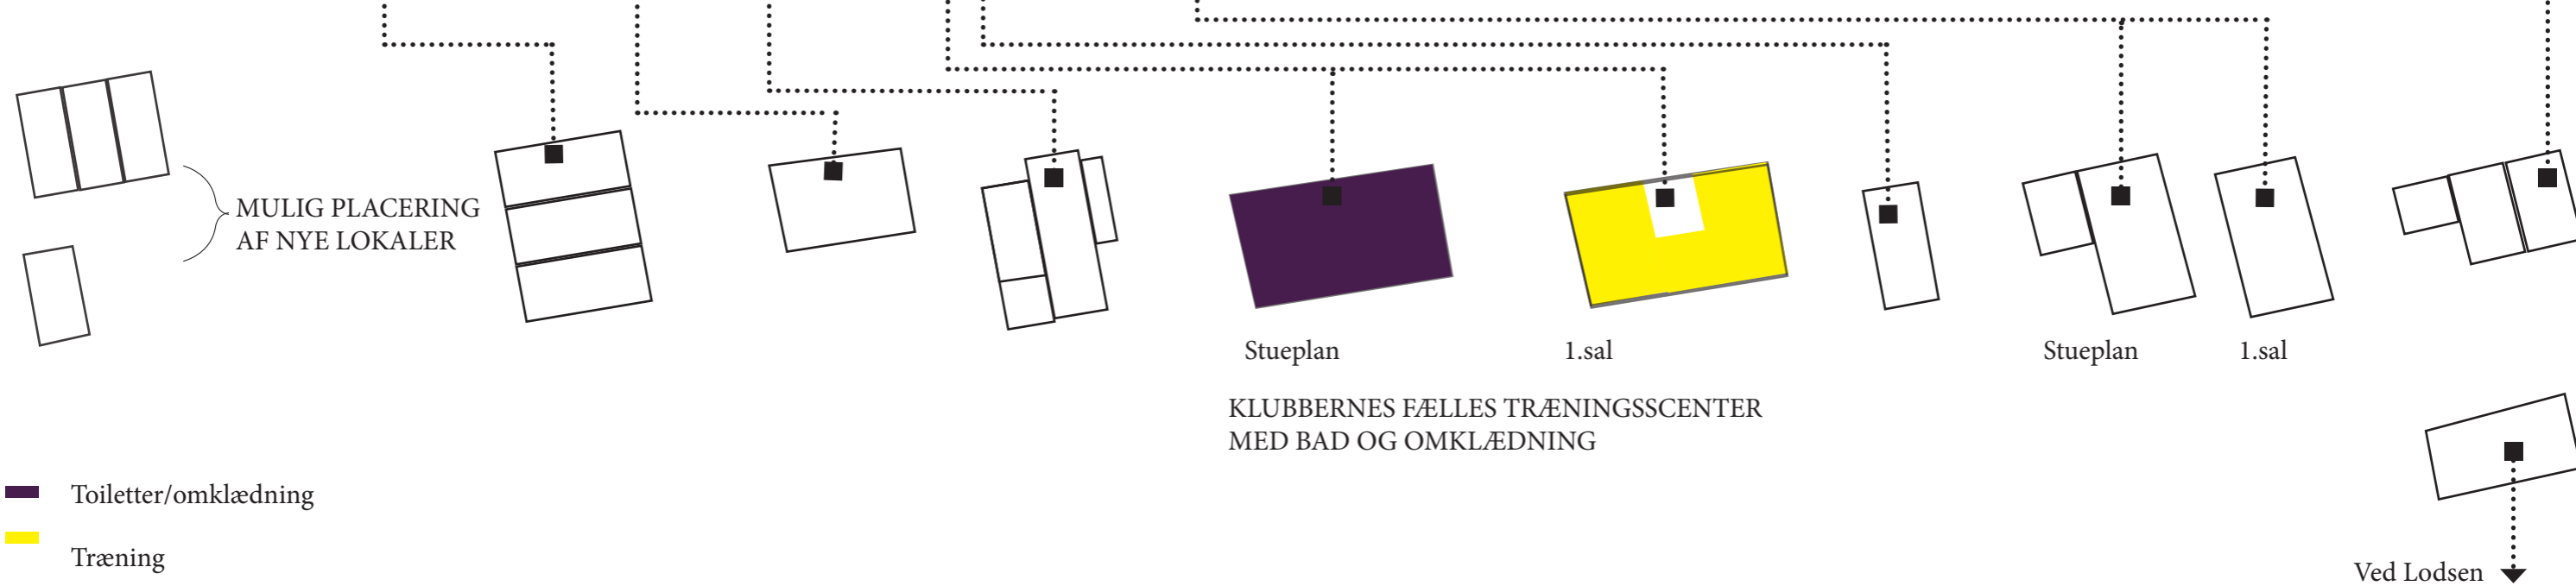 MULIG PLACERING
AF NYE LOKALER
Stueplan
1.sal
Stueplan
1.sal
KLUBBERNES FÆLLES TRÆNINGSSCENTER
MED BAD OG OMKLÆDNING
Toiletter/omklædning
Træning
Ved Lodsen